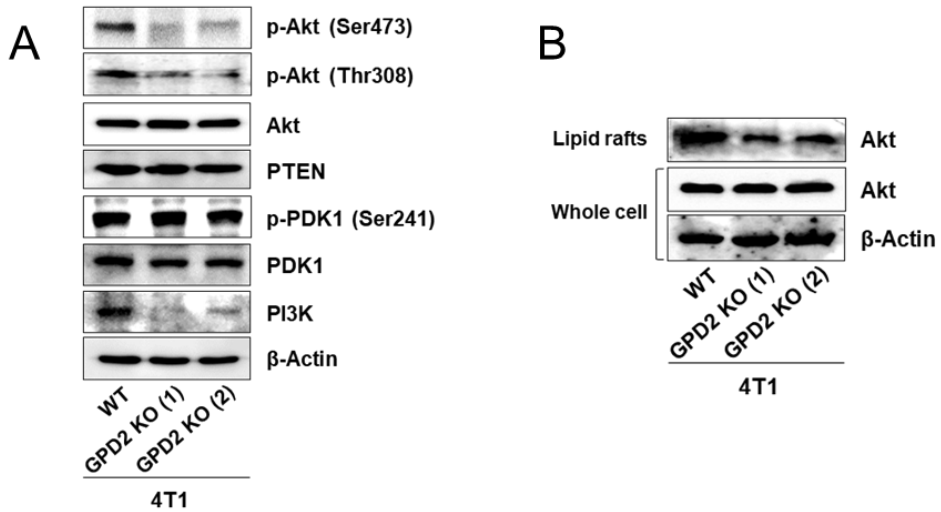 A
p-Akt (Ser473)
p-Akt (Thr308)
Akt
PTEN
p-PDK1 (Ser241)
PDK1
PI3K
β-Actin
WT
GPD2 KO (1)
GPD2 KO (2)
4T1
B
Lipid rafts
Akt
Whole cell
Akt
β-Actin
WT
GPD2 KO (1)
GPD2 KO (2)
4T1